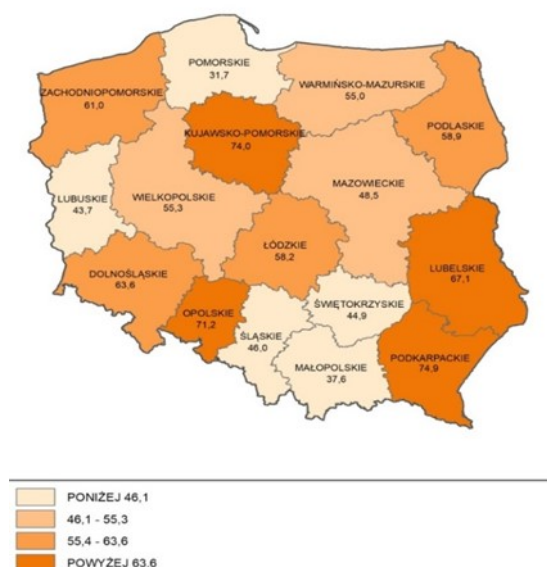 POMORSKIE
31,7
ZACHODNIOPOMORSKIE
61,0
WARMIŃSKO-MAZURSKIE
55,0
PODLASKIE
58,9
KUJAWSKO-POMORSKIE
74,0
MAZOWIECKIE
48,5
LUBUSKIE
43,7
WIELKOPOLSKIE
55,3
ŁÓDZKIE
58,2
LUBELSKIE
67,1
DOLNOŚLĄSKIE
63,6
OPOLSKIE
71,2
ŚLĄSKIE
46,0
ŚWIĘTOKRZYSKIE
44,9
MAŁOPOLSKIE
37,6
PODKARPACKIE
74,9
PONIŻEJ 46,1
46,1 - 55,3
55,4 - 63,6
POWYŻEJ 63,6